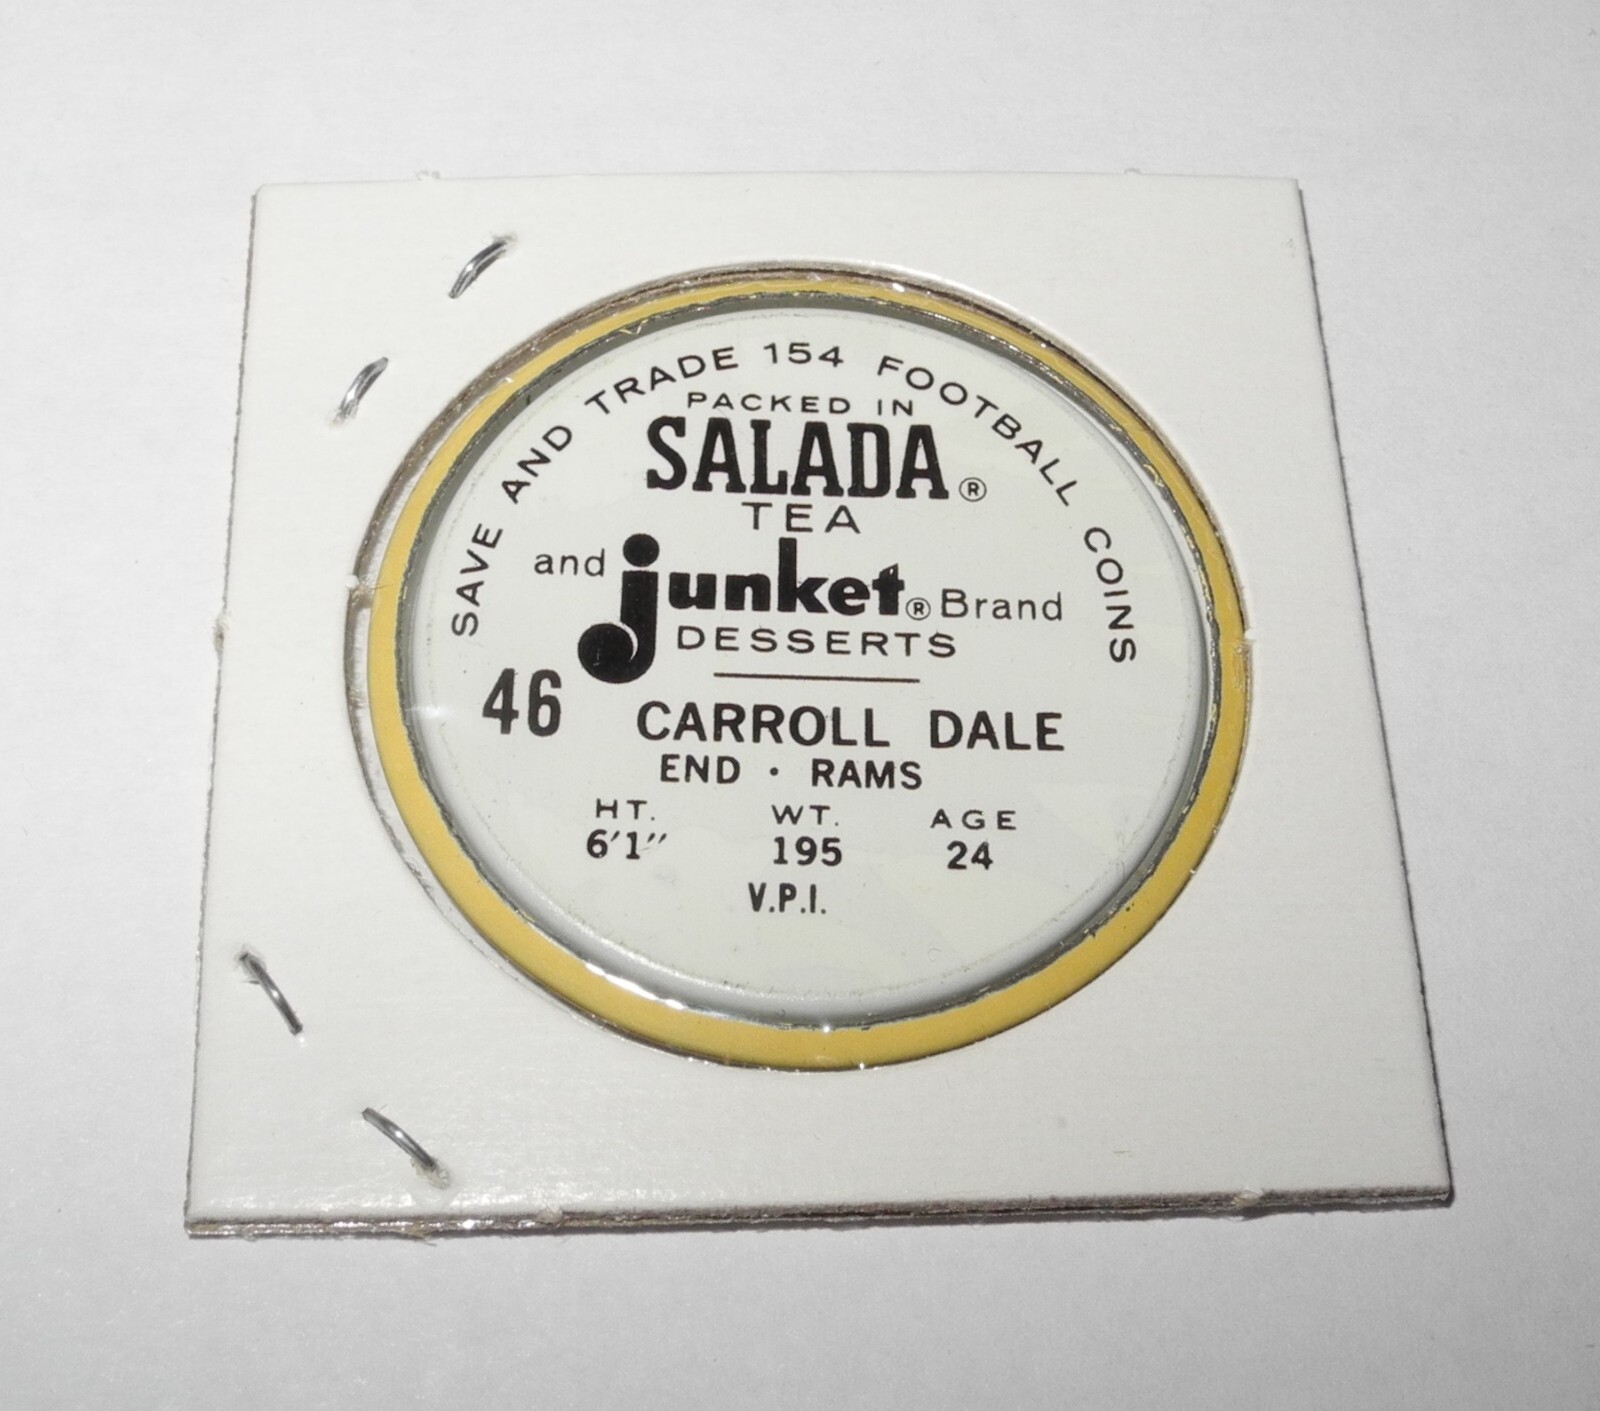 SAVE AND TRADE 154 FOOTBALL COINS
PACKED IN
SALADA®
TEA
and junket® Brand
DESSERTS
46 CARROLL DALE
END · RAMS
HT. WT. AGE
6'1" 195 24
V.P.I.